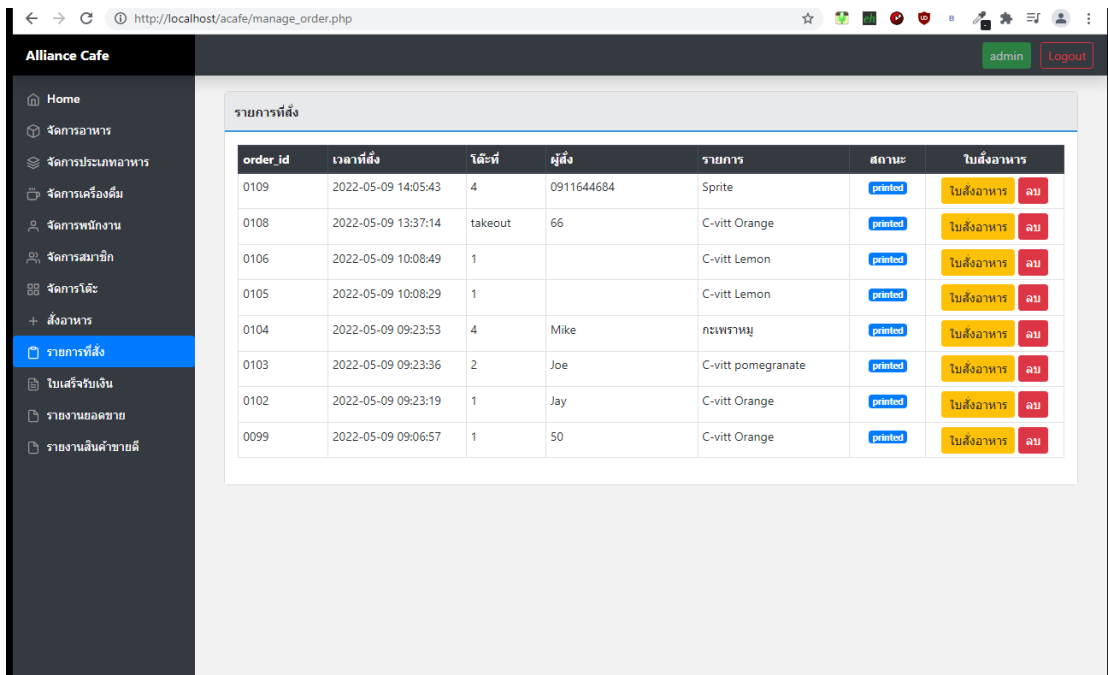 http://localhost/acafe/manage_order.php
Alliance Cafe
admin Logout
Home
จัดการอาหาร
จัดการประเภทอาหาร
จัดการเครื่องดื่ม
จัดการพนักงาน
จัดการสมาชิก
จัดการโต๊ะ
สั่งอาหาร
รายการที่สั่ง
ใบเสร็จรับเงิน
รายงานยอดขาย
รายงานสินค้าขายดี
รายการที่สั่ง
order_id เวลาที่สั่ง โต๊ะที่ ผู้สั่ง รายการ สถานะ ใบสั่งอาหาร
0109 2022-05-09 14:05:43 4 0911644684 Sprite printed ใบสั่งอาหาร ลบ
0108 2022-05-09 13:37:14 takeout 66 C-vitt Orange printed ใบสั่งอาหาร ลบ
0106 2022-05-09 10:08:49 1 C-vitt Lemon printed ใบสั่งอาหาร ลบ
0105 2022-05-09 10:08:29 1 C-vitt Lemon printed ใบสั่งอาหาร ลบ
0104 2022-05-09 09:23:53 4 Mike กะเพราหมู printed ใบสั่งอาหาร ลบ
0103 2022-05-09 09:23:36 2 Joe C-vitt pomegranate printed ใบสั่งอาหาร ลบ
0102 2022-05-09 09:23:19 1 Jay C-vitt Orange printed ใบสั่งอาหาร ลบ
0099 2022-05-09 09:06:57 1 50 C-vitt Orange printed ใบสั่งอาหาร ลบ